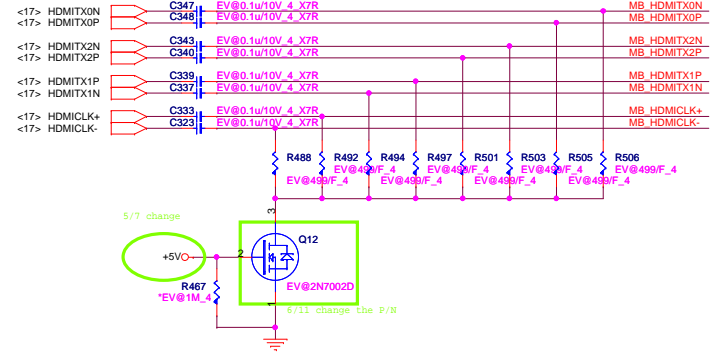 <17> HDMITX0N C347 EV@0.1u/10V_4_X7R MB_HDMITX0N
<17> HDMITX0P C348 EV@0.1u/10V_4_X7R MB_HDMITX0P
<17> HDMITX2N C343 EV@0.1u/10V_4_X7R MB_HDMITX2N
<17> HDMITX2P C340 EV@0.1u/10V_4_X7R MB_HDMITX2P
<17> HDMITX1P C339 EV@0.1u/10V_4_X7R MB_HDMITX1P
<17> HDMITX1N C337 EV@0.1u/10V_4_X7R MB_HDMITX1N
<17> HDMICLK+ C333 EV@0.1u/10V_4_X7R MB_HDMICLK+
<17> HDMICLK- C323 EV@0.1u/10V_4_X7R MB_HDMICLK-
R488 R492 R494 R497 R501 R503 R505 R506
EV@499/F_4 EV@499/F_4 EV@499/F_4 EV@499/F_4
EV@499/F_4 EV@499/F_4 EV@499/F_4 EV@499/F_4
5/7 change
3
Q12
+5V
2
R467
*EV@1M_4
EV@2N7002D
1
6/11 change the P/N